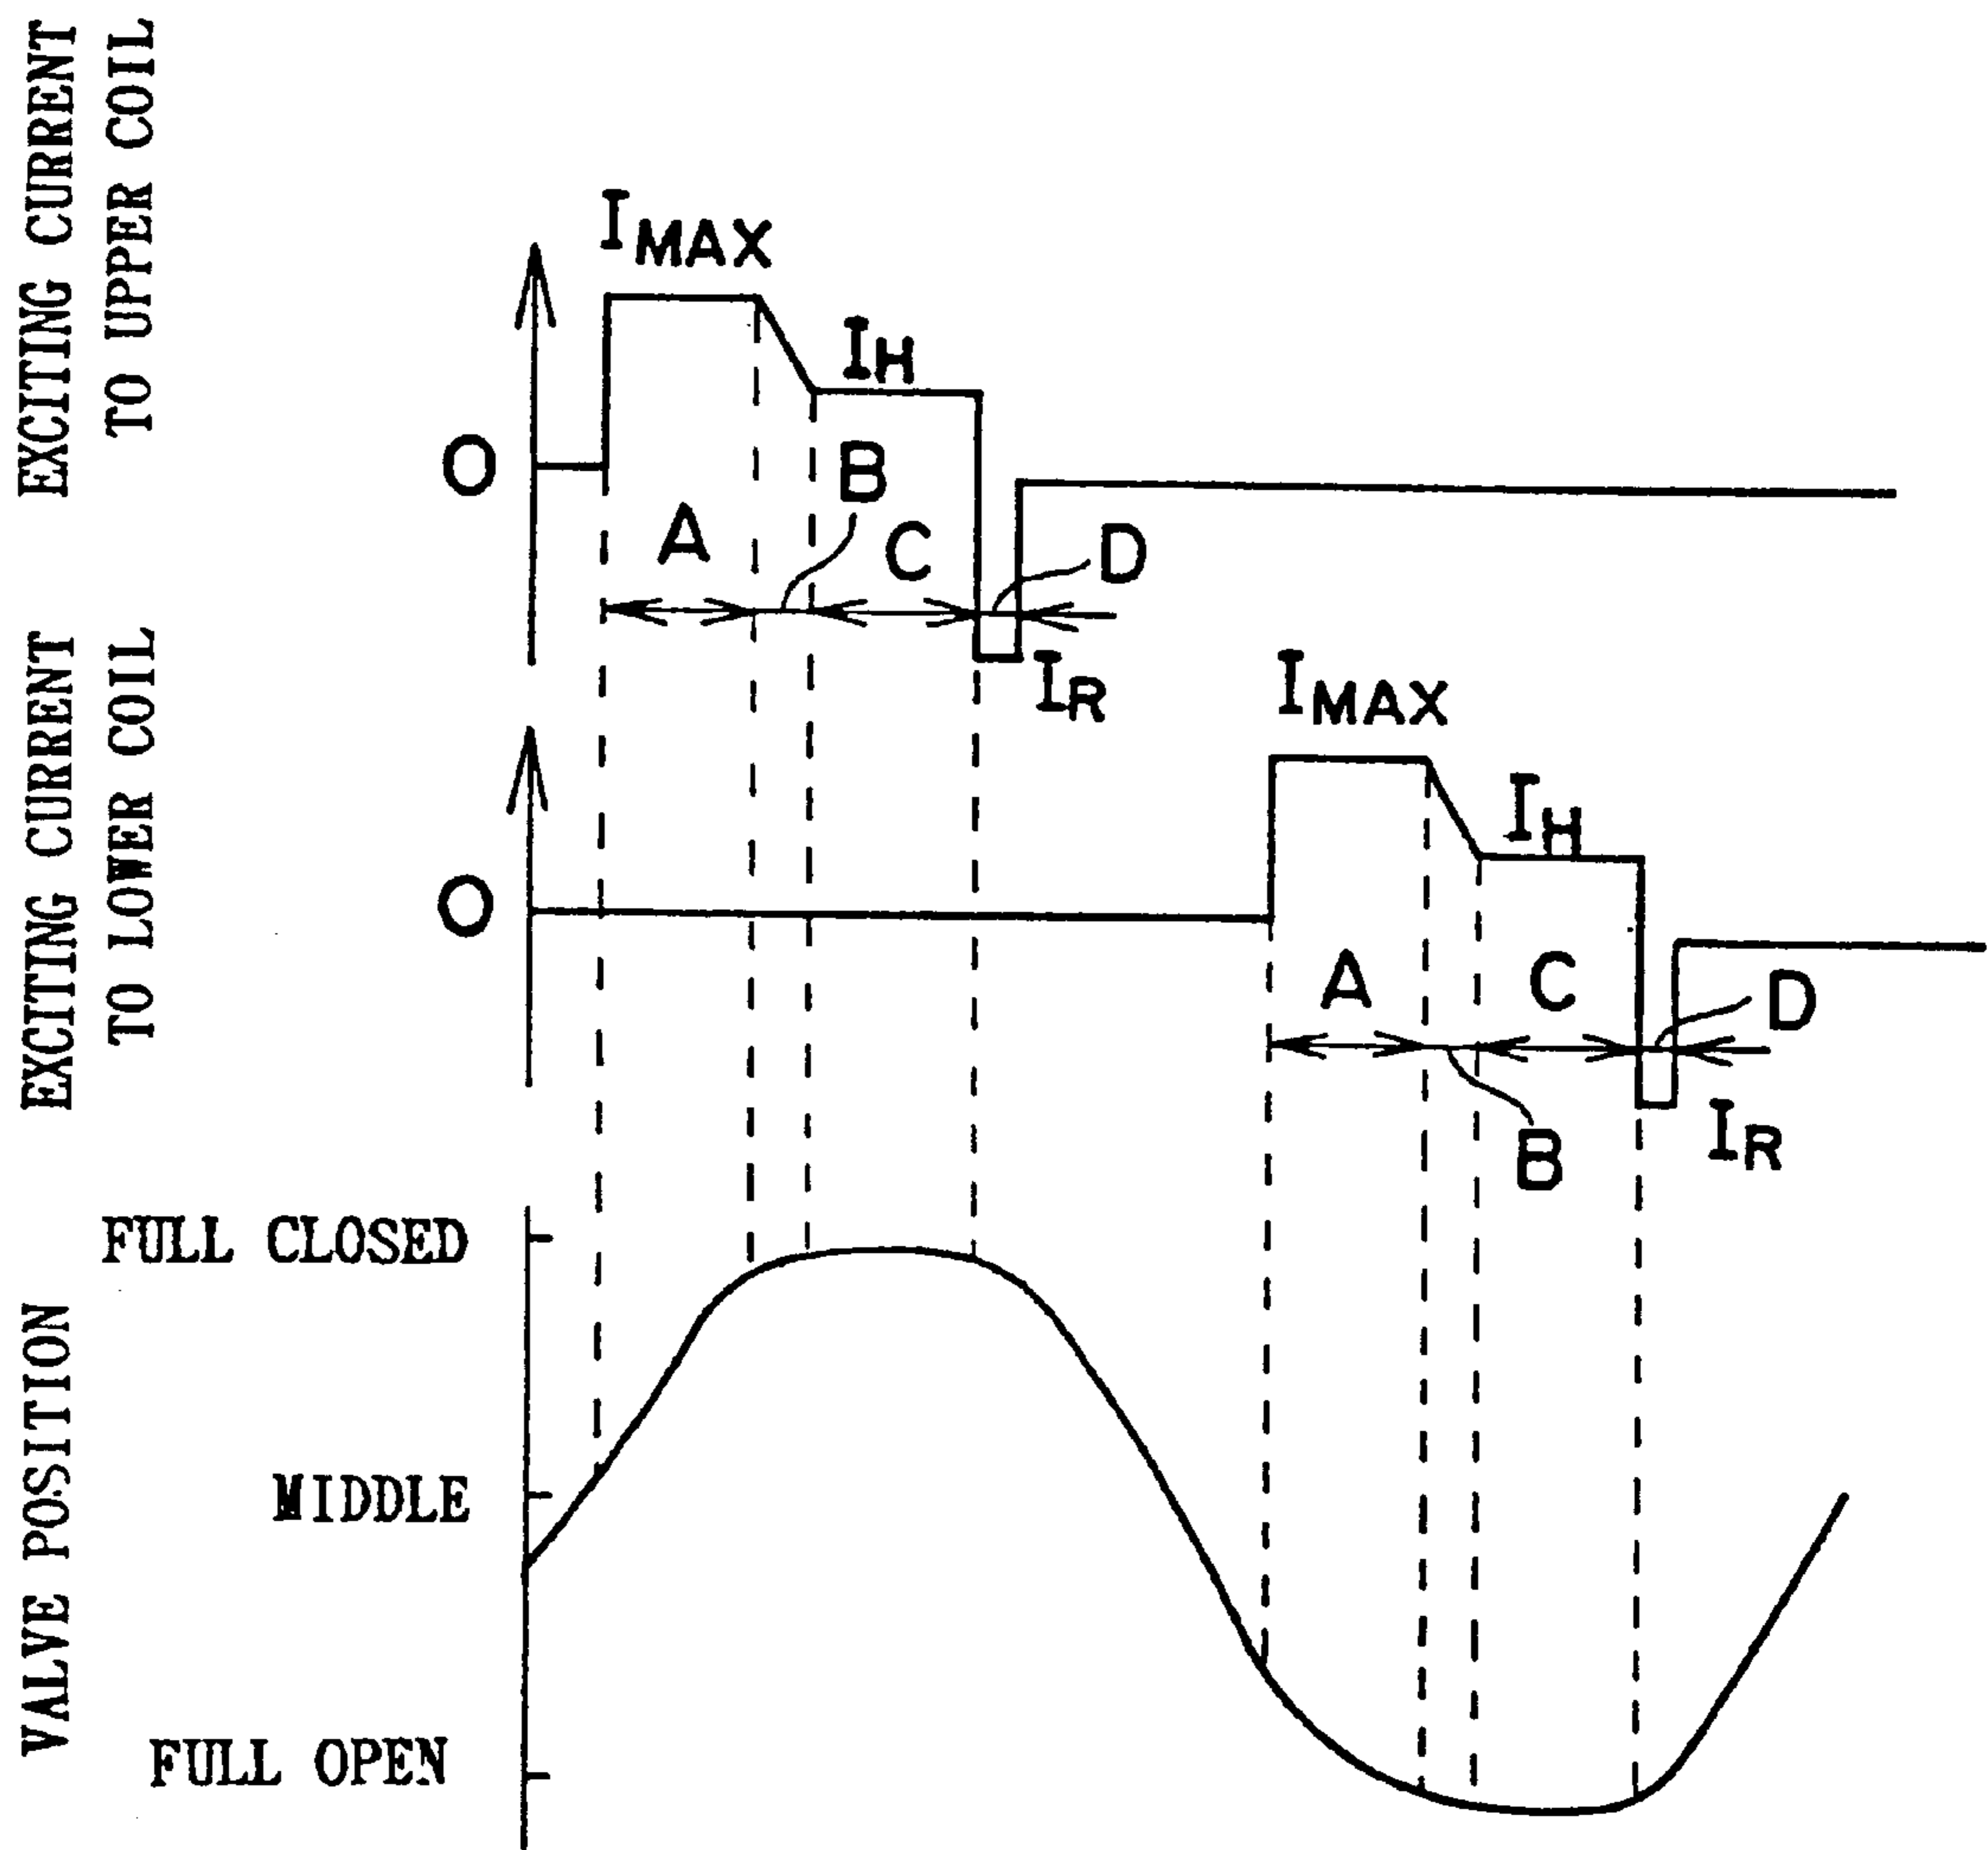 EXCITING CURRENT
TO UPPER COIL
IMAX
IH
O
A
B
C
D
IR
EXCITING CURRENT
TO LOWER COIL
IMAX
IH
O
A
C
D
B
IR
VALVE POSITION
FULL CLOSED
MIDDLE
FULL OPEN